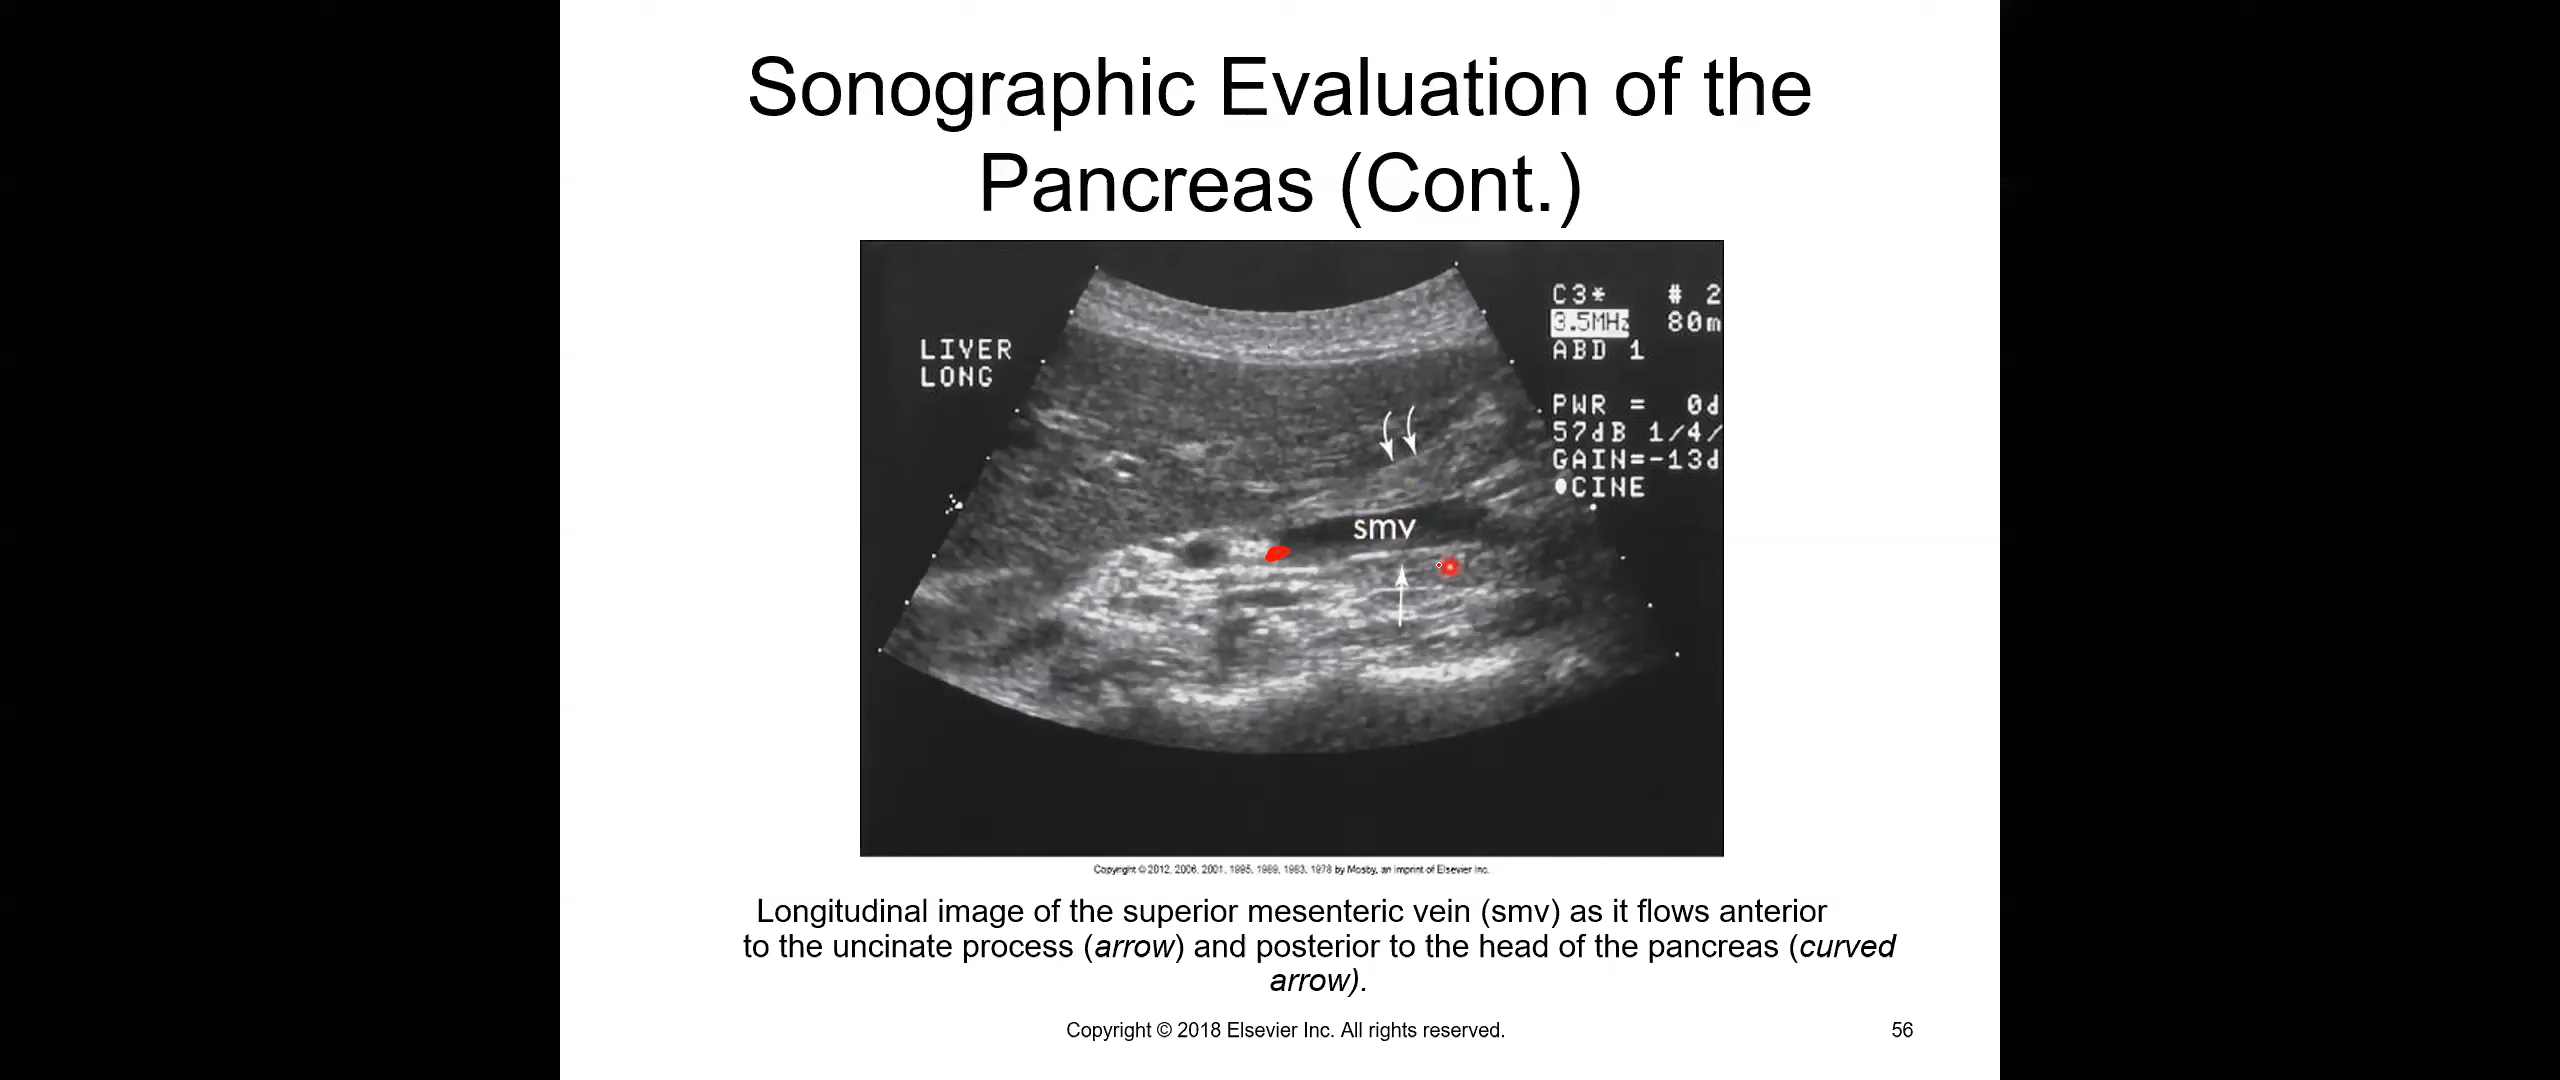 Sonographic Evaluation of the
Pancreas (Cont.)
LIVER
LONG
C3* # 2
3.5MHz 80m
ABD 1
PWR = 0d
57dB 1/4/
GAIN=-13d
CINE
smv
Copyright © 2012, 2006, 2001, 1995, 1989, 1983, 1978 by Mosby, an imprint of Elsevier Inc.
Longitudinal image of the superior mesenteric vein (smv) as it flows anterior
to the uncinate process (arrow) and posterior to the head of the pancreas (curved
arrow).
Copyright © 2018 Elsevier Inc. All rights reserved.
56